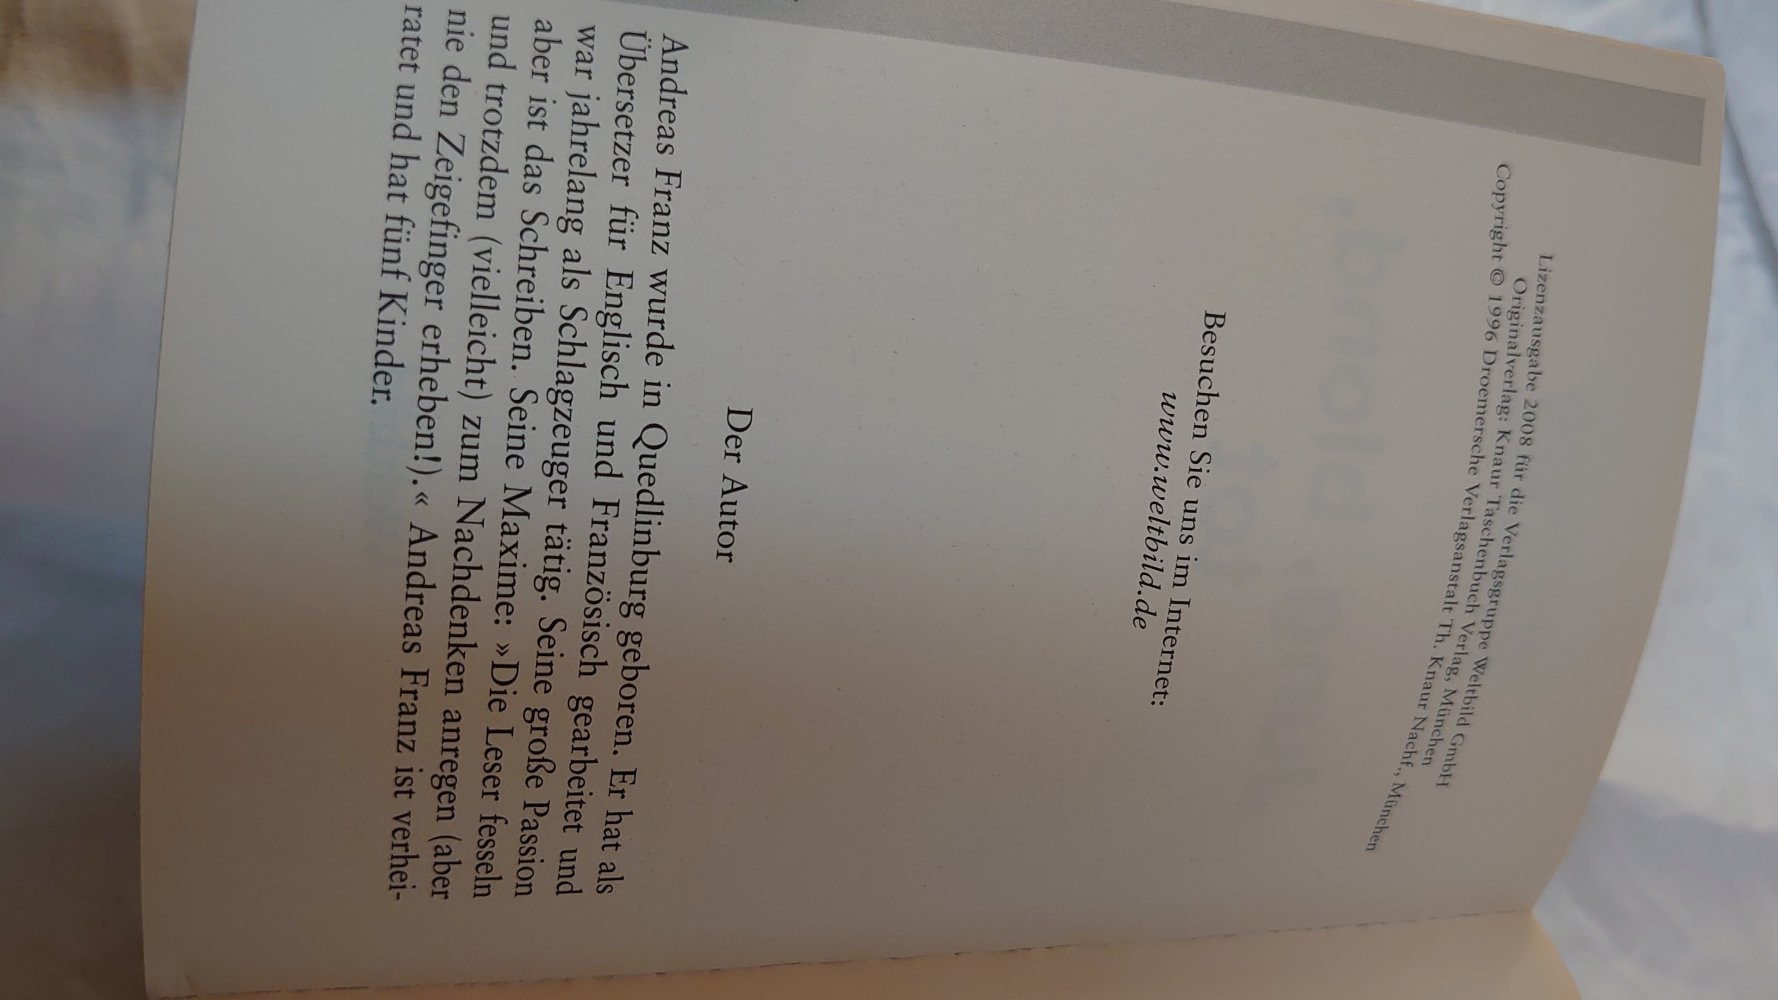 Lizenzausgabe 2008 für die Verlagsgruppe Weltbild GmbH
Originalverlag: Knaur Taschenbuch Verlag, München
Copyright © 1996 Droemersche Verlagsanstalt Th. Knaur Nachf., München
Besuchen Sie uns im Internet:
www.weltbild.de
Der Autor
Andreas Franz wurde in Quedlinburg geboren. Er hat als
Übersetzer für Englisch und Französisch gearbeitet und
war jahrelang als Schlagzeuger tätig. Seine große Passion
aber ist das Schreiben. Seine Maxime: »Die Leser fesseln
und trotzdem (vielleicht) zum Nachdenken anregen (aber
nie den Zeigefinger erheben!).« Andreas Franz ist verhei-
ratet und hat fünf Kinder.